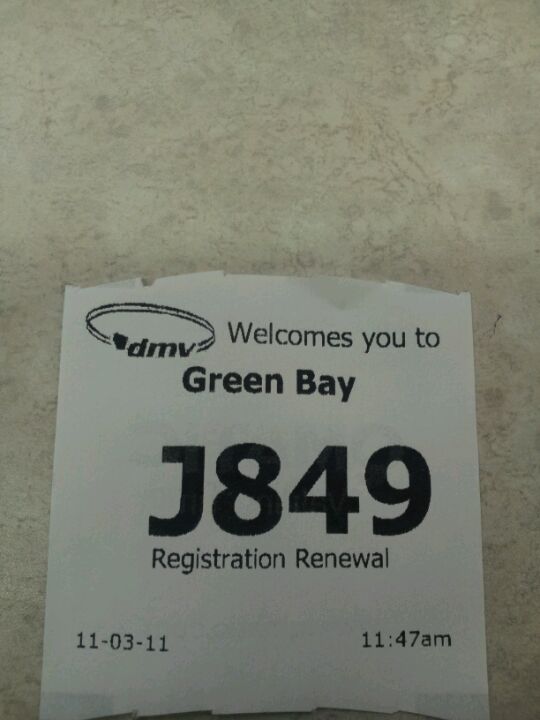 dmv Welcomes you to
Green Bay
J849
Registration Renewal
11-03-11 11:47am